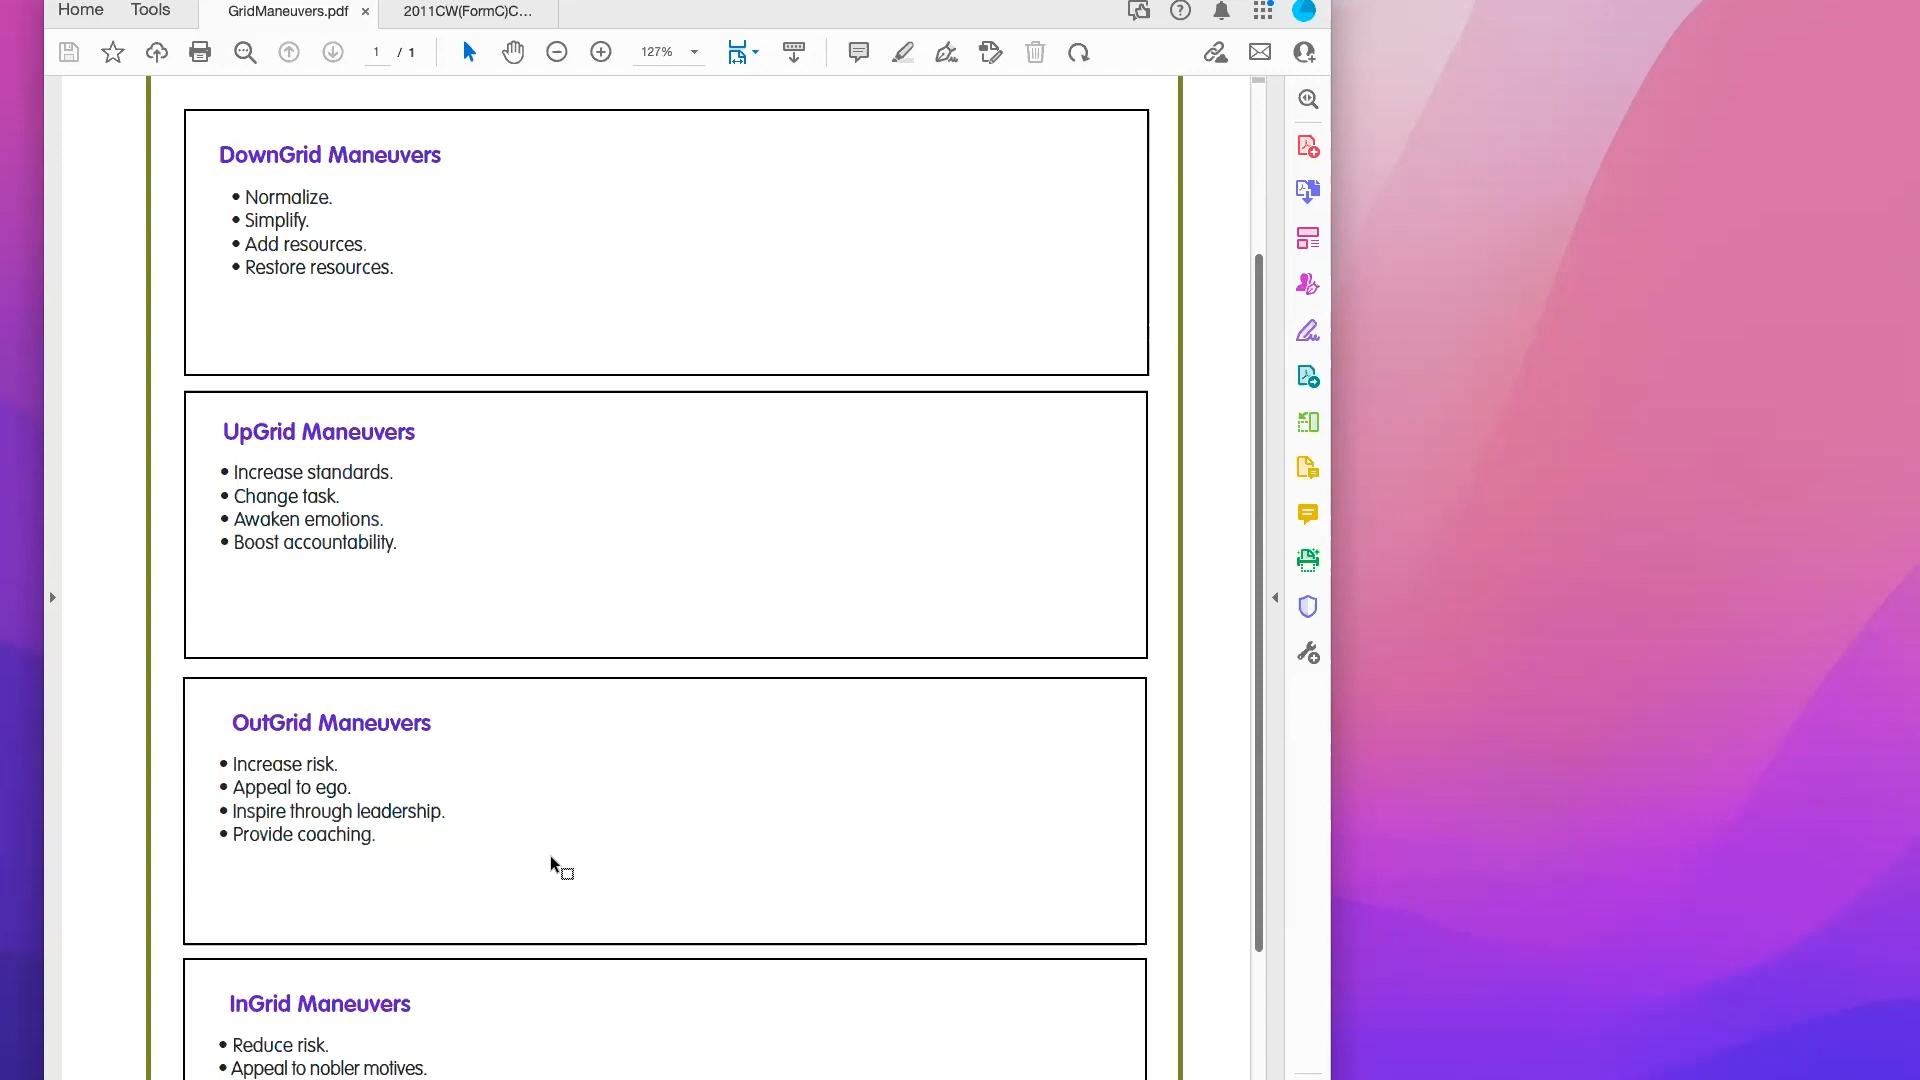 Home Tools GridManeuvers.pdf × 2011CW(FormC)C...
1 / 1 127%
DownGrid Maneuvers
• Normalize.
• Simplify.
• Add resources.
• Restore resources.
UpGrid Maneuvers
• Increase standards.
• Change task.
• Awaken emotions.
• Boost accountability.
OutGrid Maneuvers
• Increase risk.
• Appeal to ego.
• Inspire through leadership.
• Provide coaching.
InGrid Maneuvers
• Reduce risk.
• Appeal to nobler motives.